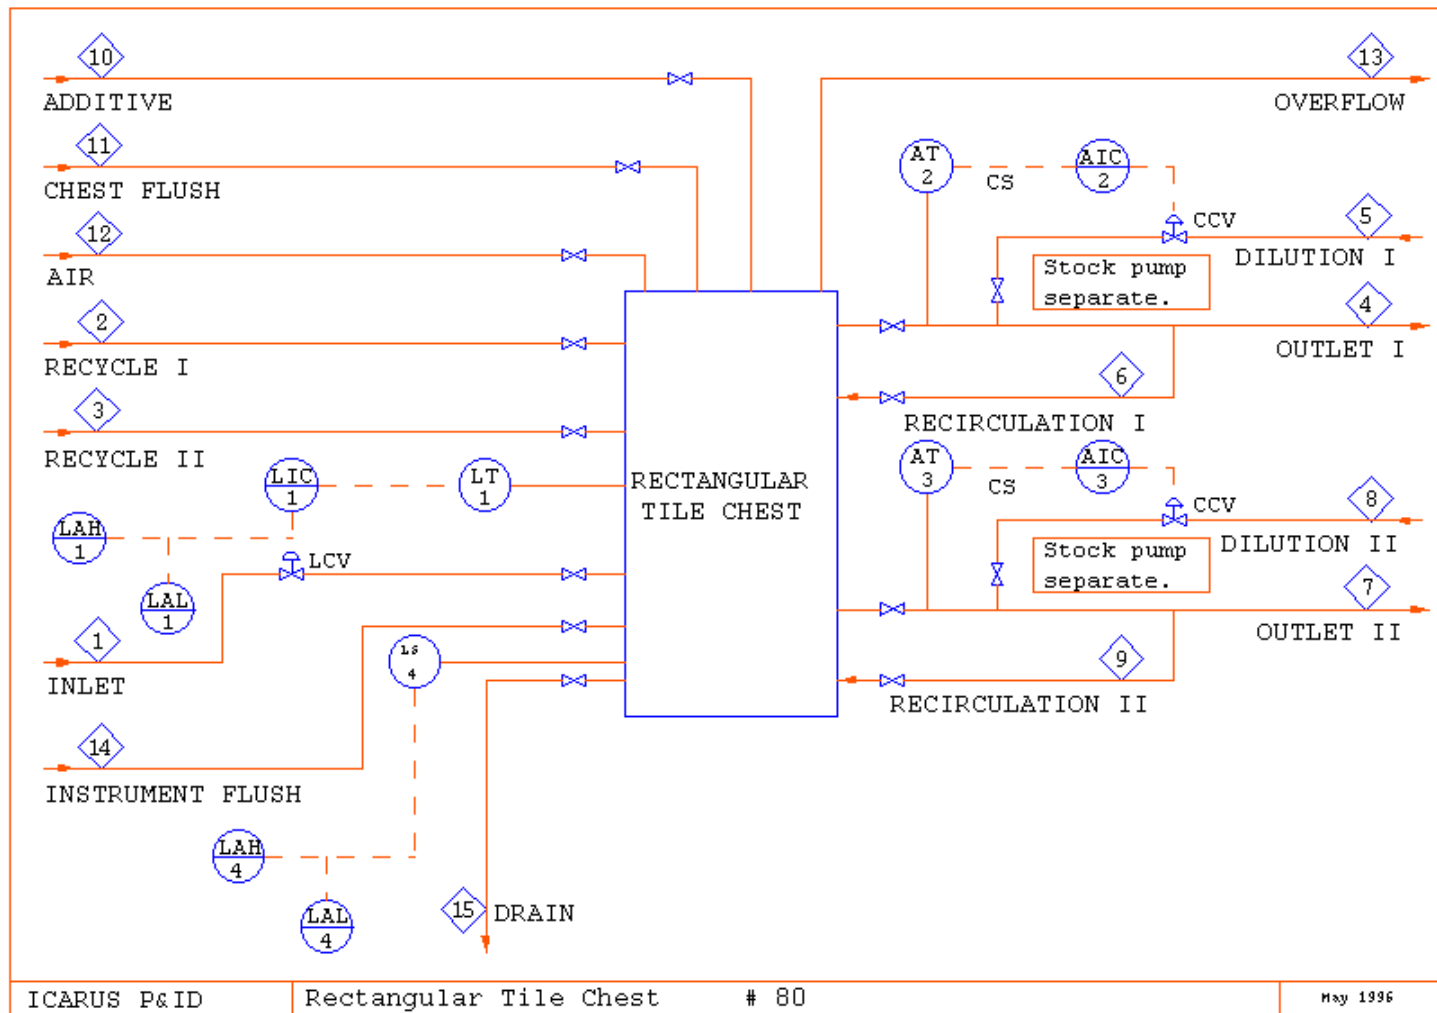 10
ADDITIVE
11
CHEST FLUSH
12
AIR
2
RECYCLE I
3
RECYCLE II
LIC
1
LT
1
LAH
1
LAL
1
LCV
1
INLET
LS
4
14
INSTRUMENT FLUSH
LAH
4
LAL
4
15
DRAIN
RECTANGULAR
TILE CHEST
13
OVERFLOW
AT
2
CS
AIC
2
CCV
5
DILUTION I
Stock pump
separate.
4
OUTLET I
6
RECIRCULATION I
AT
3
CS
AIC
3
CCV
8
DILUTION II
Stock pump
separate.
7
OUTLET II
9
RECIRCULATION II
ICARUS P&ID
Rectangular Tile Chest # 80
May 1996